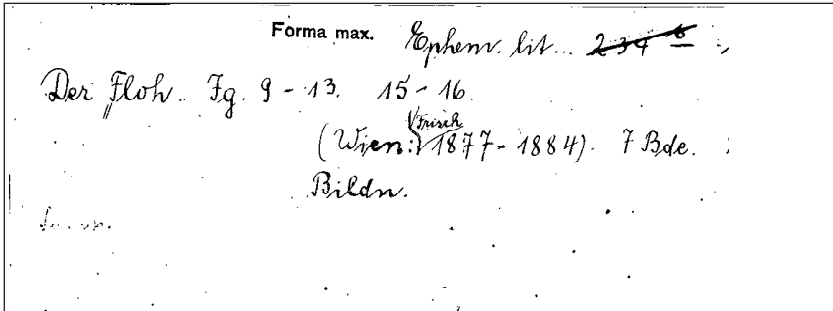 Forma max. Ephem. lit. 234 6
Der Floh. Jg. 9 - 13. 15 - 16.
(Wien: Frisch 1877 - 1884). 7 Bde.
Bildn.